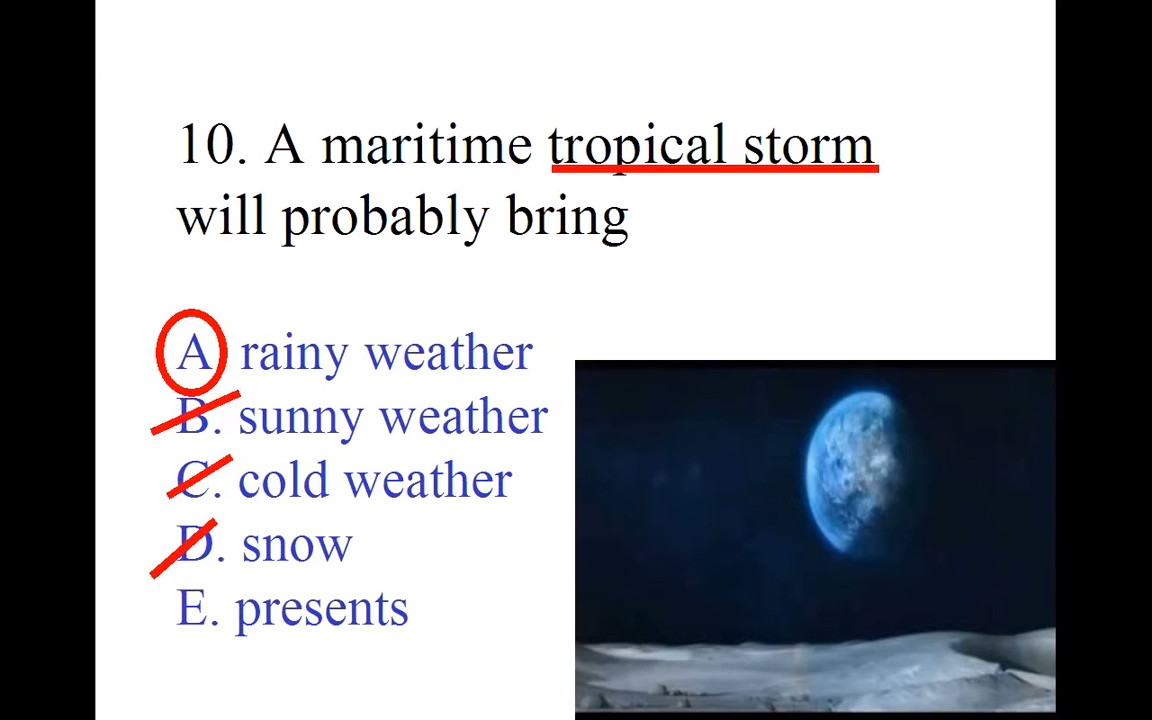 10. A maritime tropical storm
will probably bring
A rainy weather
B. sunny weather
C. cold weather
D. snow
E. presents